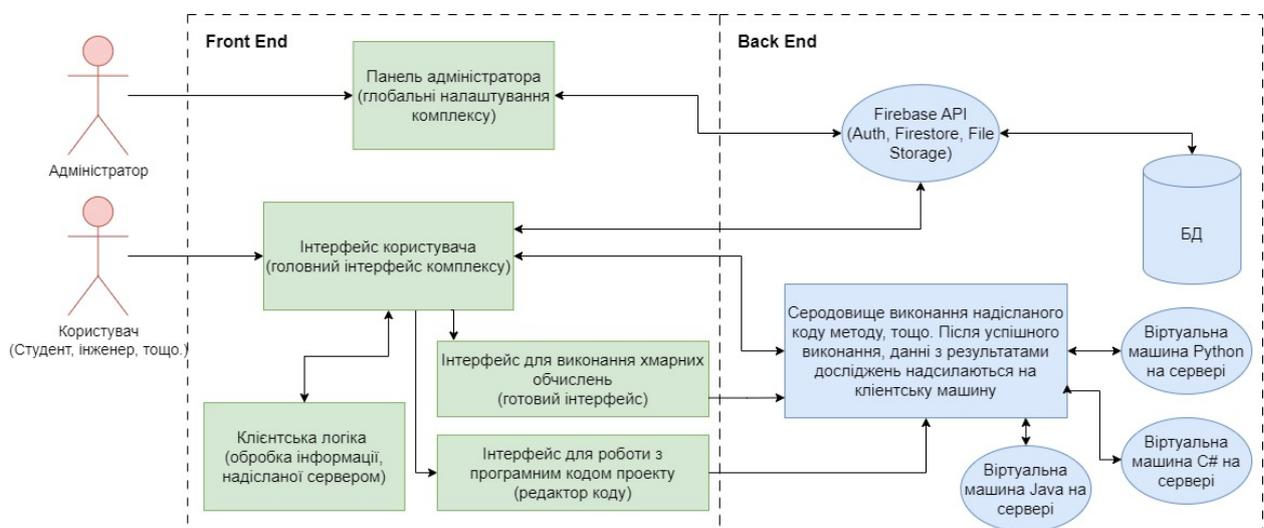 Front End
Back End
Панель адміністратора
(глобальні налаштування
комплексу)
Firebase API
(Auth, Firestore, File
Storage)
Адміністратор
БД
Інтерфейс користувача
(головний інтерфейс комплексу)
Користувач
(Студент, інженер, тощо.)
Серодовище виконання надісланого
коду методу, тощо. Після успішного
виконання, данні з результатами
досліджень надсилаються на
клієнтську машину
Віртуальна
машина Python
на сервері
Інтерфейс для виконання хмарних
обчислень
(готовий інтерфейс)
Клієнтська логіка
(обробка інформації,
надісланої сервером)
Інтерфейс для роботи з
програмним кодом проекту
(редактор коду)
Віртуальна
машина Java на
сервері
Віртуальна
машина C# на
сервері